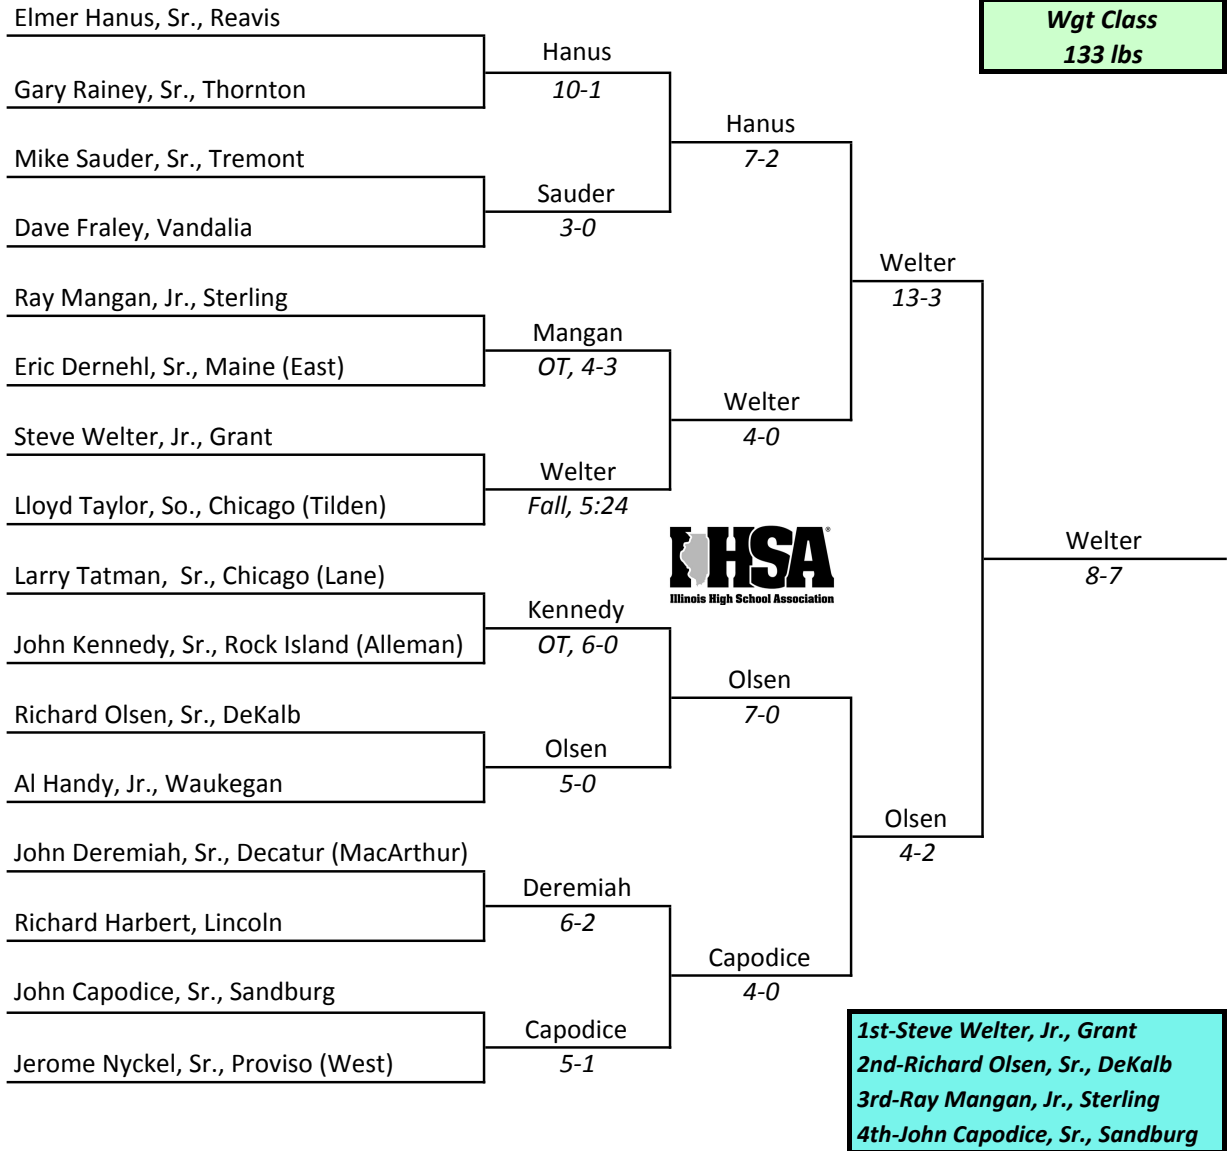 Elmer Hanus, Sr., Reavis
Wgt Class
133 lbs
Hanus
10-1
Gary Rainey, Sr., Thornton
Hanus
7-2
Mike Sauder, Sr., Tremont
Sauder
3-0
Dave Fraley, Vandalia
Welter
13-3
Ray Mangan, Jr., Sterling
Mangan
OT, 4-3
Eric Dernehl, Sr., Maine (East)
Welter
4-0
Steve Welter, Jr., Grant
Welter
Fall, 5:24
Lloyd Taylor, So., Chicago (Tilden)
IHSA®
Illinois High School Association
Welter
8-7
Larry Tatman,  Sr., Chicago (Lane)
Kennedy
OT, 6-0
John Kennedy, Sr., Rock Island (Alleman)
Olsen
7-0
Richard Olsen, Sr., DeKalb
Olsen
5-0
Al Handy, Jr., Waukegan
Olsen
4-2
John Deremiah, Sr., Decatur (MacArthur)
Deremiah
6-2
Richard Harbert, Lincoln
Capodice
4-0
John Capodice, Sr., Sandburg
Capodice
5-1
Jerome Nyckel, Sr., Proviso (West)
1st-Steve Welter, Jr., Grant
2nd-Richard Olsen, Sr., DeKalb
3rd-Ray Mangan, Jr., Sterling
4th-John Capodice, Sr., Sandburg